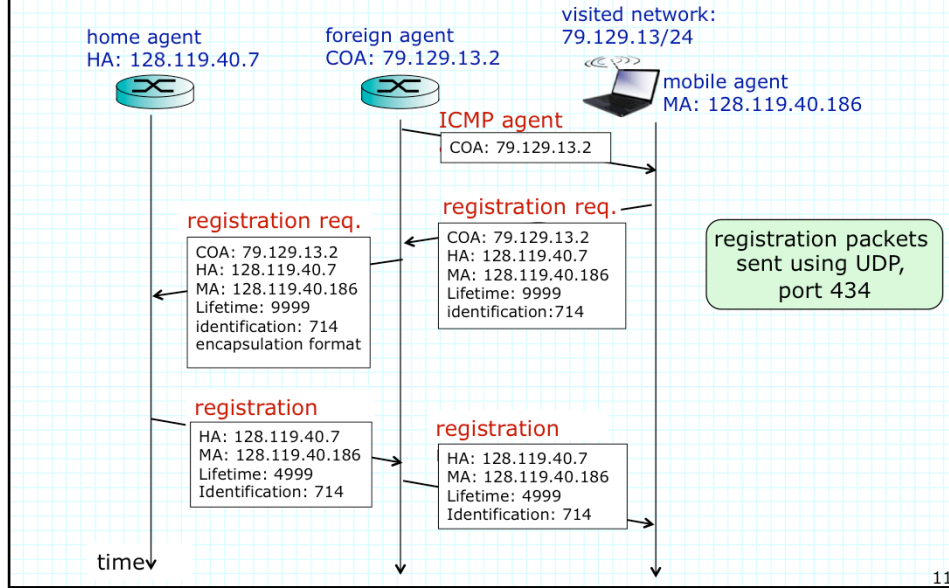 home agent
HA: 128.119.40.7
foreign agent
COA: 79.129.13.2
visited network:
79.129.13/24
mobile agent
MA: 128.119.40.186
ICMP agent
COA: 79.129.13.2
registration req.
COA: 79.129.13.2
HA: 128.119.40.7
MA: 128.119.40.186
Lifetime: 9999
identification:714
registration req.
COA: 79.129.13.2
HA: 128.119.40.7
MA: 128.119.40.186
Lifetime: 9999
identification: 714
encapsulation format
registration packets
sent using UDP,
port 434
registration
HA: 128.119.40.7
MA: 128.119.40.186
Lifetime: 4999
Identification: 714
registration
HA: 128.119.40.7
MA: 128.119.40.186
Lifetime: 4999
Identification: 714
time
11